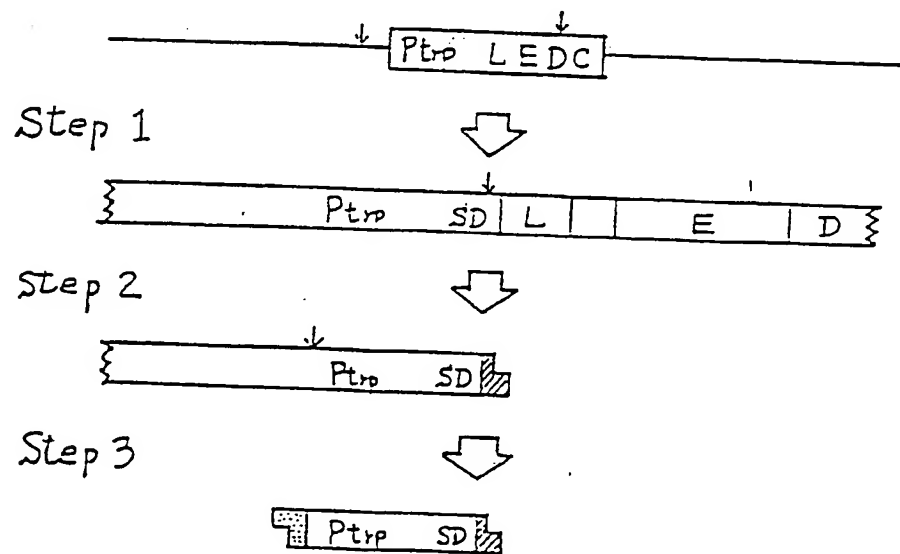 Ptrp L E D C
Step 1
Ptrp SD L E D
Step 2
Ptrp SD
Step 3
Ptrp SD